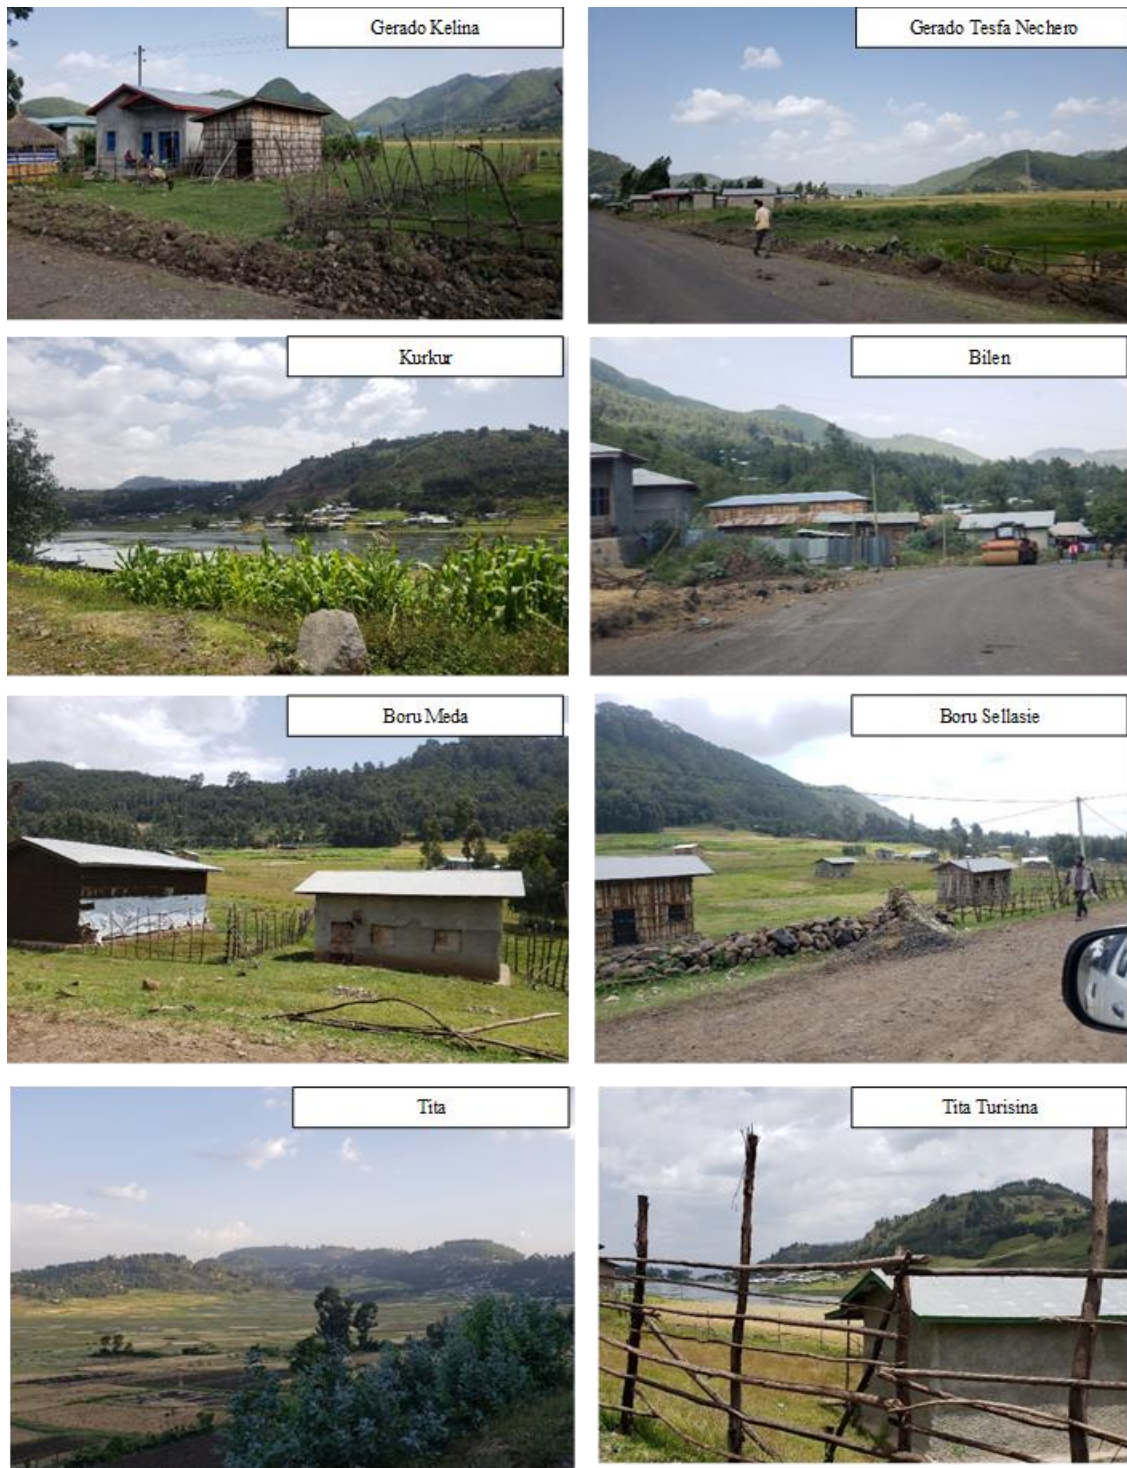 Gerado Kelina
Gerado Tesfa Nechero
Kurkur
Bilen
Boru Meda
Boru Sellasie
Tita
Tita Turisina